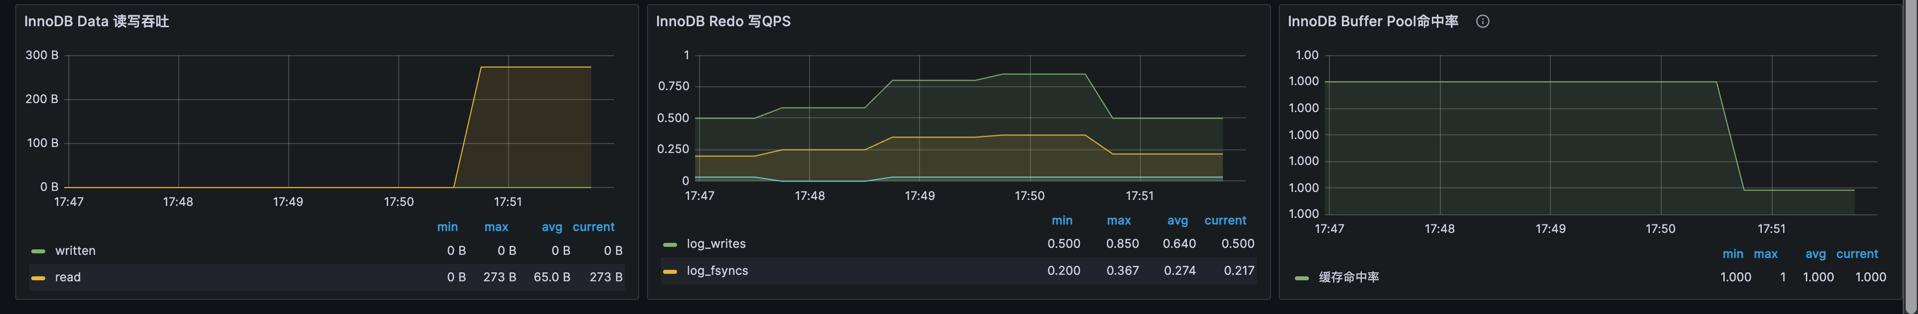 InnoDB Data 读写吞吐
300 B
200 B
100 B
0 B
17:47 17:48 17:49 17:50 17:51
min max avg current
written 0 B 0 B 0 B 0 B
read 0 B 273 B 65.0 B 273 B
InnoDB Redo 写QPS
1
0.750
0.500
0.250
0
17:47 17:48 17:49 17:50 17:51
min max avg current
log_writes 0.500 0.850 0.640 0.500
log_fsyncs 0.200 0.367 0.274 0.217
InnoDB Buffer Pool命中率
1.00
1.000
1.000
1.000
1.000
1.000
1.000
17:47 17:48 17:49 17:50 17:51
min max avg current
缓存命中率 1.000 1 1.000 1.000